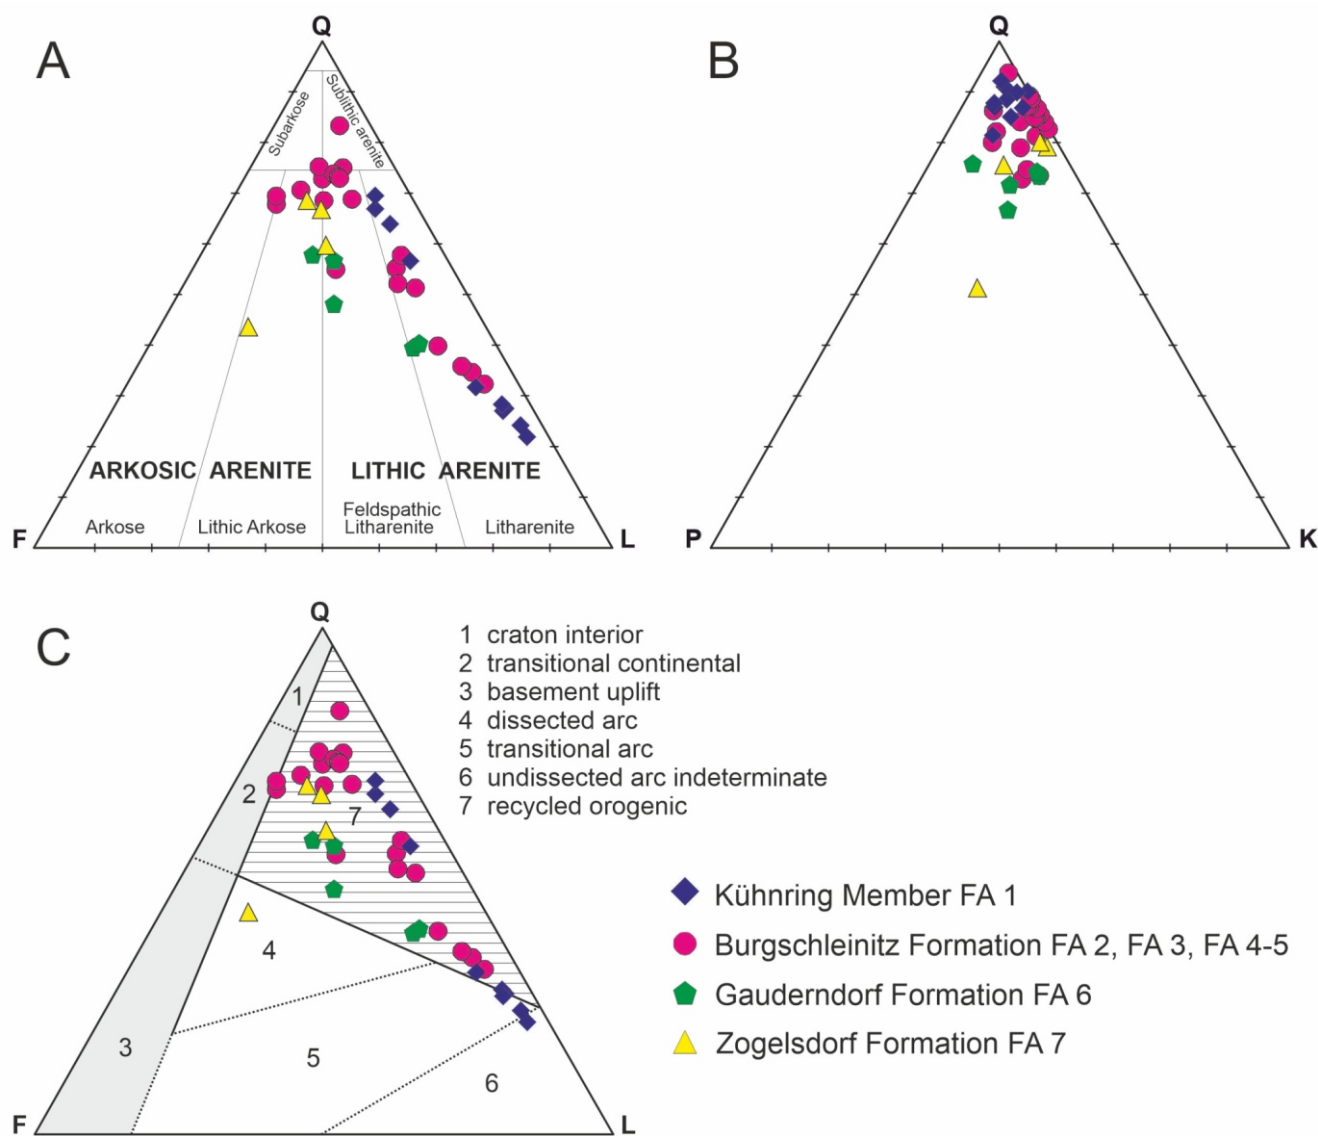 A
Q
Subarkose
Sublithic arenite
ARKOSIC ARENITE LITHIC ARENITE
Arkose
Lithic Arkose
Feldspathic
Litharenite
Litharenite
F
L
B
Q
P
K
C
Q
1
2
3
4
5
6
7
F
L
1 craton interior
2 transitional continental
3 basement uplift
4 dissected arc
5 transitional arc
6 undissected arc indeterminate
7 recycled orogenic
Kühnring Member FA 1
Burgschleinitz Formation FA 2, FA 3, FA 4-5
Gauderndorf Formation FA 6
Zogelsdorf Formation FA 7